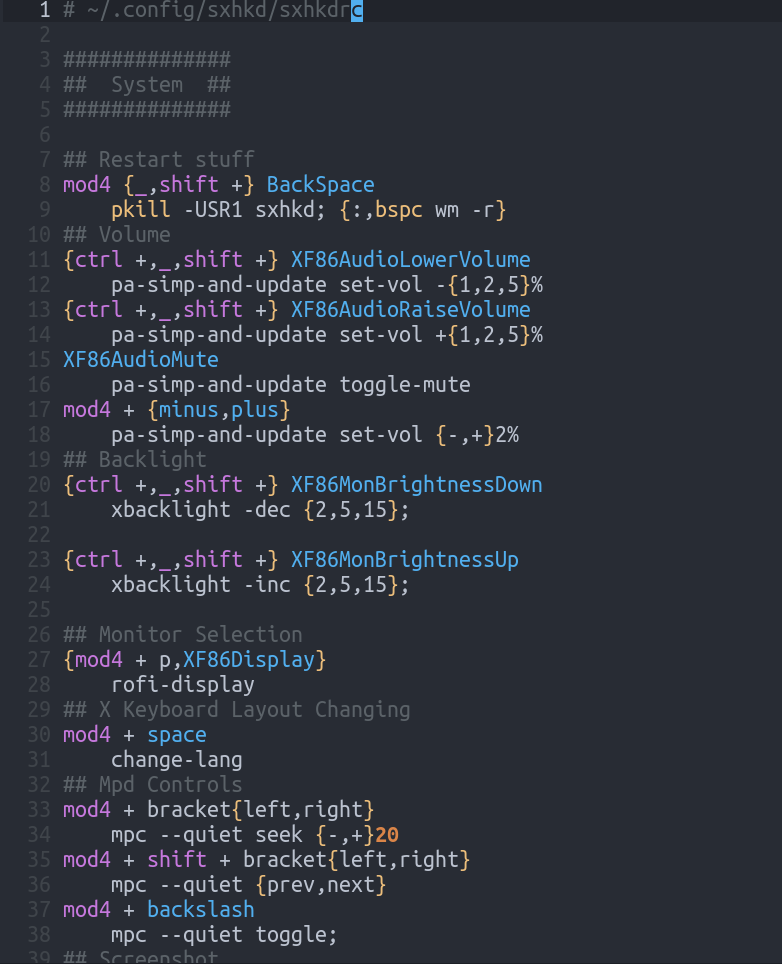 1 # ~/.config/sxhkd/sxhkdrc
2
3 ##############
4 ##  System  ##
5 ##############
6
7 ## Restart stuff
8 mod4 {_,shift +} BackSpace
9     pkill -USR1 sxhkd; {:,bspc wm -r}
10 ## Volume
11 {ctrl +,_,shift +} XF86AudioLowerVolume
12     pa-simp-and-update set-vol -{1,2,5}%
13 {ctrl +,_,shift +} XF86AudioRaiseVolume
14     pa-simp-and-update set-vol +{1,2,5}%
15 XF86AudioMute
16     pa-simp-and-update toggle-mute
17 mod4 + {minus,plus}
18     pa-simp-and-update set-vol {-,+}2%
19 ## Backlight
20 {ctrl +,_,shift +} XF86MonBrightnessDown
21     xbacklight -dec {2,5,15};
22
23 {ctrl +,_,shift +} XF86MonBrightnessUp
24     xbacklight -inc {2,5,15};
25
26 ## Monitor Selection
27 {mod4 + p,XF86Display}
28     rofi-display
29 ## X Keyboard Layout Changing
30 mod4 + space
31     change-lang
32 ## Mpd Controls
33 mod4 + bracket{left,right}
34     mpc --quiet seek {-,+}20
35 mod4 + shift + bracket{left,right}
36     mpc --quiet {prev,next}
37 mod4 + backslash
38     mpc --quiet toggle;
39 ## Screenshot